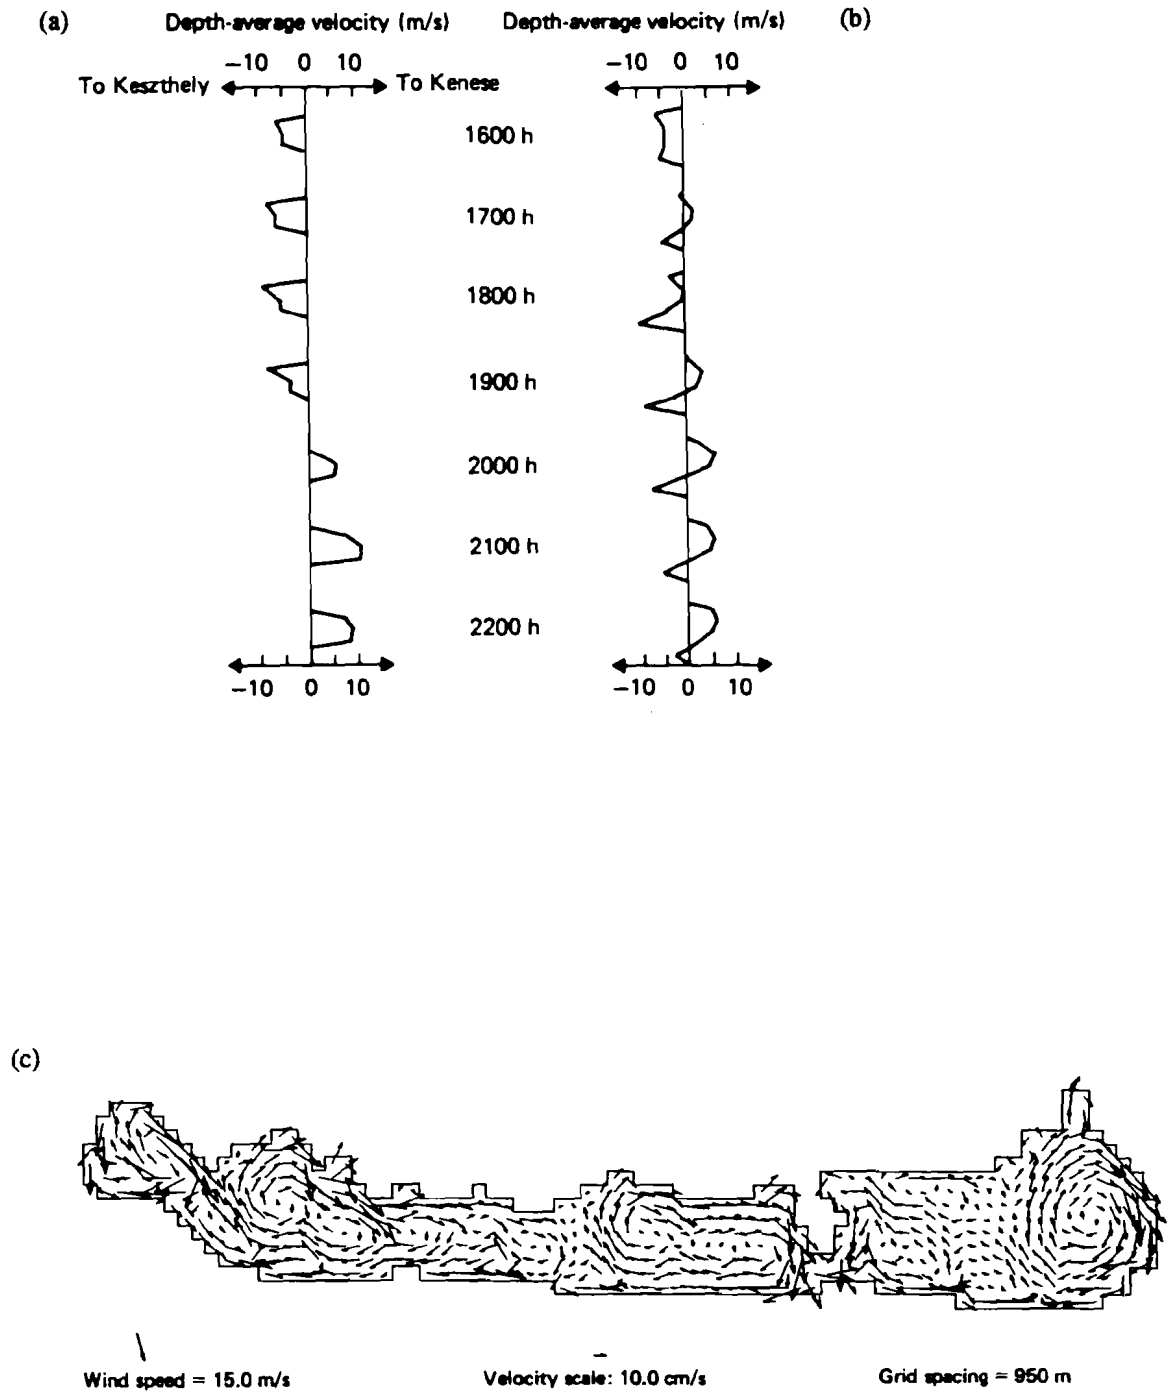 (a)
Depth-average velocity (m/s)
Depth-average velocity (m/s)
(b)
−10 0 10
−10 0 10
To Keszthely
To Kenese
1600 h
1700 h
1800 h
1900 h
2000 h
2100 h
2200 h
−10 0 10
−10 0 10
(c)
Wind speed = 15.0 m/s
Velocity scale: 10.0 cm/s
Grid spacing = 950 m